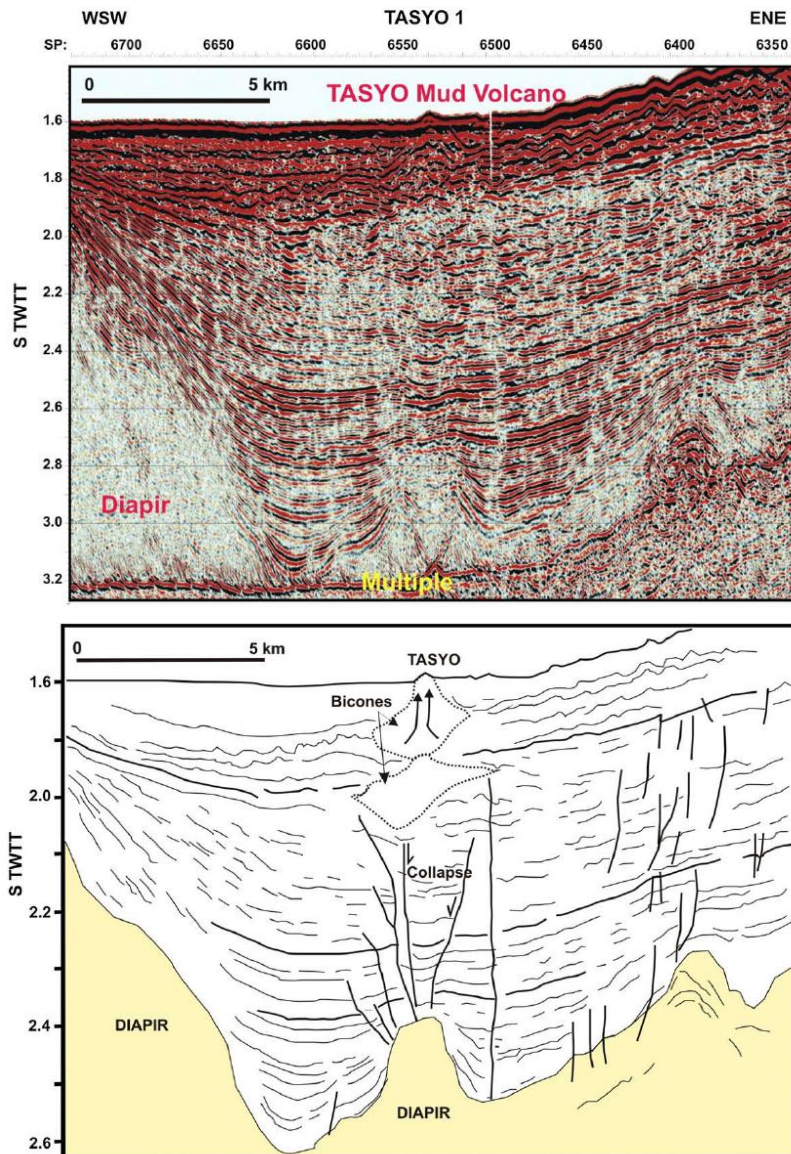 WSW TASYO 1 ENE
SP: 6700 6650 6600 6550 6500 6450 6400 6350
0 5 km
TASYO Mud Volcano
1.6
1.8
2.0
2.2
S TWTT
2.4
2.6
2.8
Diapir
3.0
3.2
Multiple
0 5 km
TASYO
1.6
Bicones
2.0
S TWTT
Collapse
2.2
2.4
DIAPIR
DIAPIR
2.6